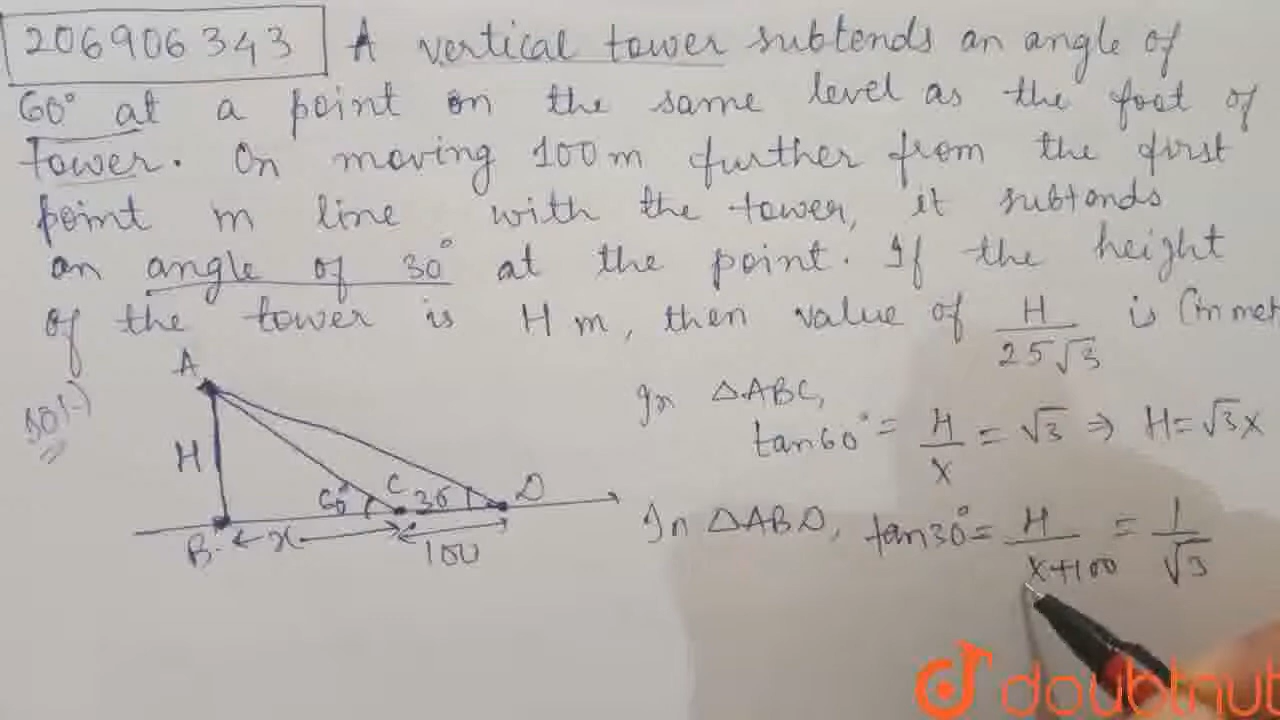 206906343 A vertical tower subtends an angle of
60° at a point on the same level as the foot of
tower. On moving 100m further from the first
point in line with the tower, it subtends
an angle of 30° at the point. If the height
of the tower is H m, then value of H/25√3 is (in met
Sol-)
A
H
60°
C
30
D
B
x
100
In △ABC,
tan60° = H/x = √3 ⇒ H=√3x
In △ABD, tan30° = H/x+100 = 1/√3
doubtnut